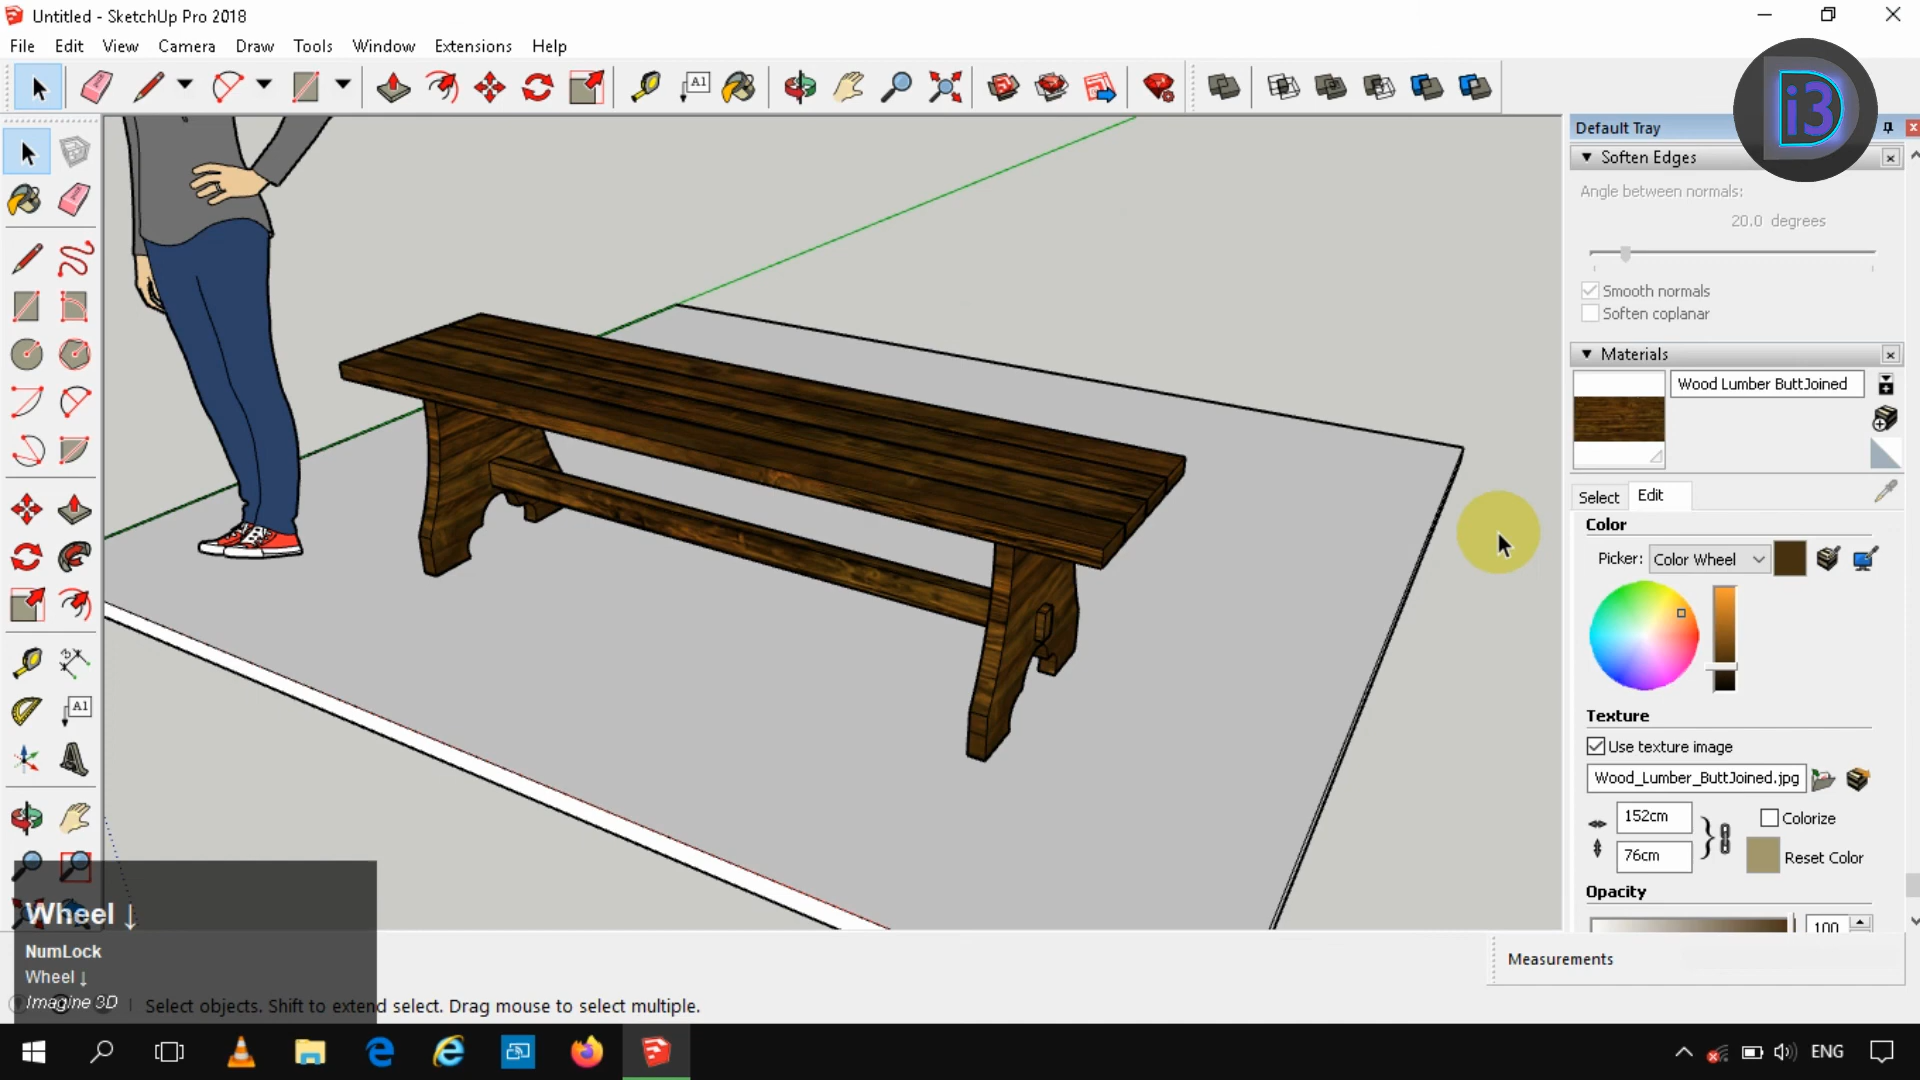 Untitled - SketchUp Pro 2018
File Edit View Camera Draw Tools Window Extensions Help
A1
i3D
Default Tray
Soften Edges
Angle between normals:
20.0 degrees
Smooth normals
Soften coplanar
Materials
Wood Lumber ButtJoined
Select Edit
Color
Picker: Color Wheel
Texture
Use texture image
Wood_Lumber_ButtJoined.jpg
152cm Colorize
76cm Reset Color
Opacity
100
A1
Wheel ↓
NumLock
Wheel ↓
Imagine 3D
Select objects. Shift to extend select. Drag mouse to select multiple.
Measurements
ENG